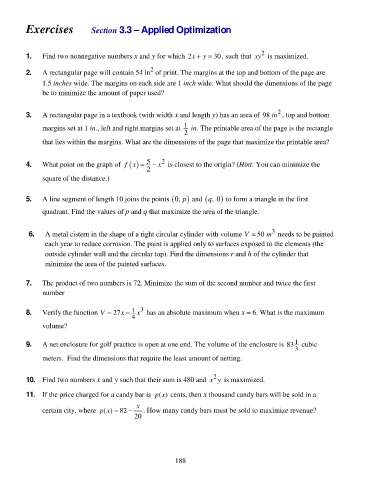 Exercises Section 3.3 – Applied Optimization
1. Find two nonnegative numbers x and y for which 2x + y = 30, such that xy² is maximized.
2. A rectangular page will contain 54 in² of print. The margins at the top and bottom of the page are
1.5 inches wide. The margins on each side are 1 inch wide. What should the dimensions of the page
be to minimize the amount of paper used?
3. A rectangular page in a textbook (with width x and length y) has an area of 98 in², top and bottom
margins set at 1 in., left and right margins set at 1/2 in. The printable area of the page is the rectangle
that lies within the margins. What are the dimensions of the page that maximize the printable area?
4. What point on the graph of f(x) = 5/2 − x² is closest to the origin? (Hint: You can minimize the
square of the distance.)
5. A line segment of length 10 joins the points (0, p) and (q, 0) to form a triangle in the first
quadrant. Find the values of p and q that maximize the area of the triangle.
6. A metal cistern in the shape of a right circular cylinder with volume V = 50 m³ needs to be painted
each year to reduce corrosion. The paint is applied only to surfaces exposed to the elements (the
outside cylinder wall and the circular top). Find the dimensions r and h of the cylinder that
minimize the area of the painted surfaces.
7. The product of two numbers is 72. Minimize the sum of the second number and twice the first
number
8. Verify the function V = 27x − 1/4 x³ has an absolute maximum when x = 6. What is the maximum
volume?
9. A net enclosure for golf practice is open at one end. The volume of the enclosure is 83 1/3 cubic
meters. Find the dimensions that require the least amount of netting.
10. Find two numbers x and y such that their sum is 480 and x²y is maximized.
11. If the price charged for a candy bar is p(x) cents, then x thousand candy bars will be sold in a
certain city, where p(x) = 82 − x/20. How many candy bars must be sold to maximize revenue?
188